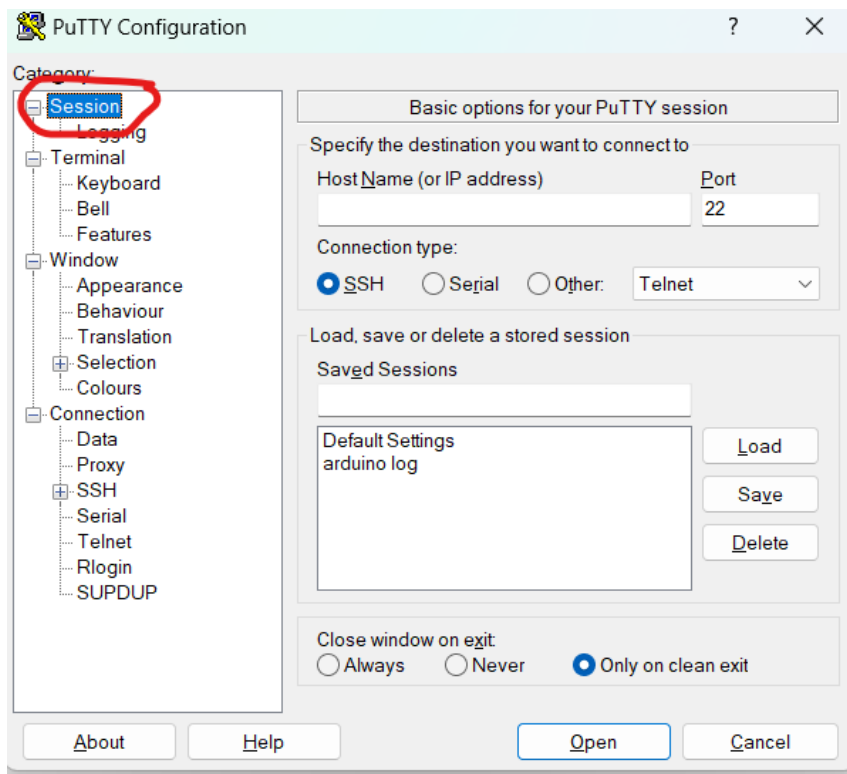 PuTTY Configuration
?
Category:
Session
Logging
Terminal
Keyboard
Bell
Features
Window
Appearance
Behaviour
Translation
Selection
Colours
Connection
Data
Proxy
SSH
Serial
Telnet
Rlogin
SUPDUP
Basic options for your PuTTY session
Specify the destination you want to connect to
Host Name (or IP address) Port
22
Connection type:
SSH Serial Other: Telnet
Load, save or delete a stored session
Saved Sessions
Default Settings
arduino log
Load
Save
Delete
Close window on exit:
Always Never Only on clean exit
About Help Open Cancel